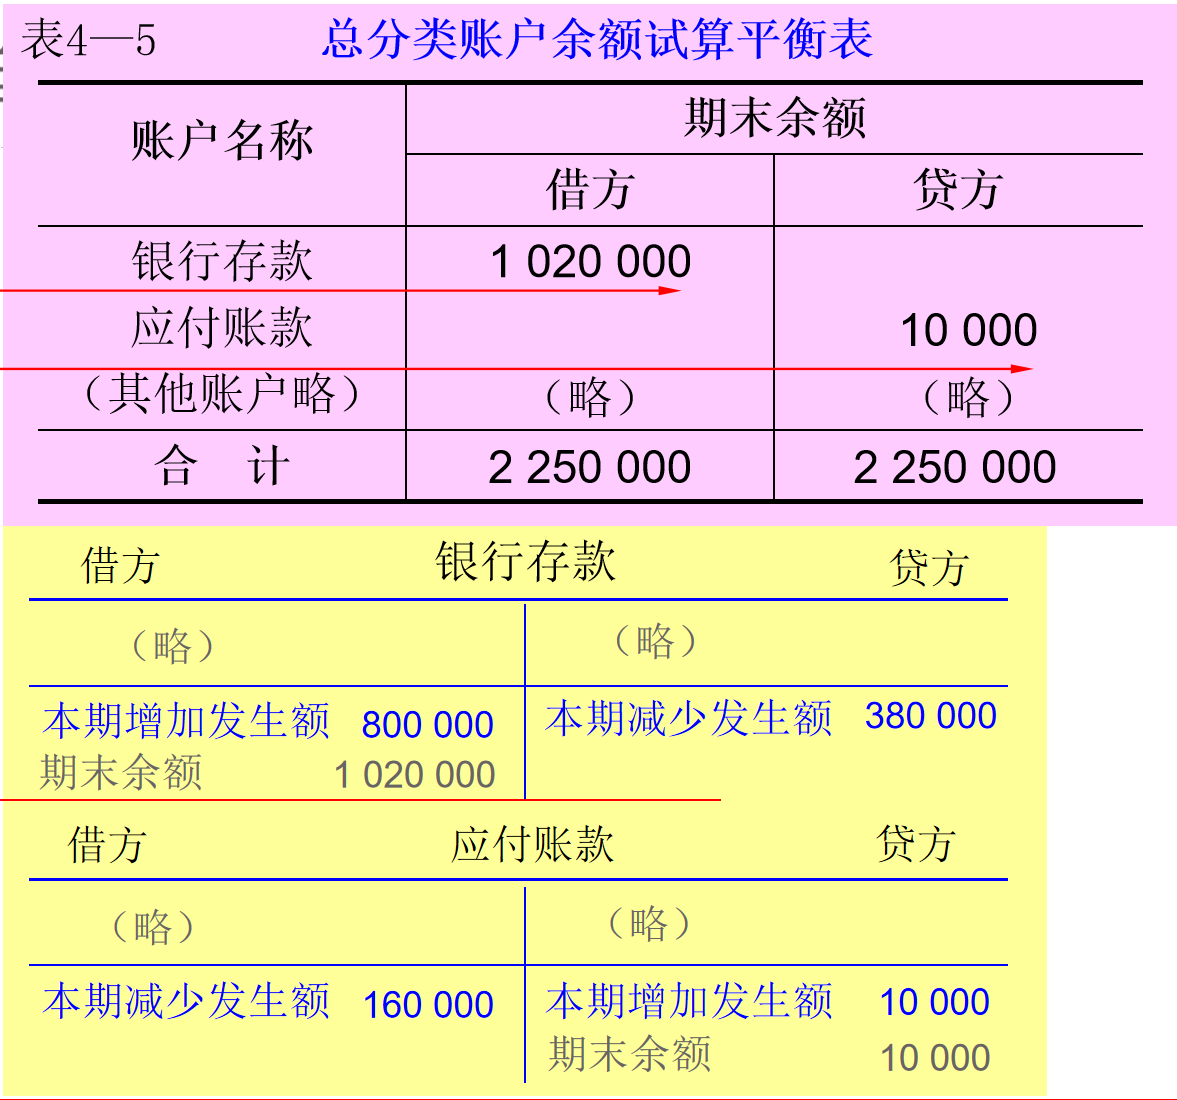 表4—5 总分类账户余额试算平衡表
账户名称 期末余额
借方 贷方
银行存款 1 020 000
应付账款 10 000
（其他账户略） （略） （略）
合 计 2 250 000 2 250 000
借方 银行存款 贷方
（略） （略）
本期增加发生额 800 000 本期减少发生额 380 000
期末余额 1 020 000
借方 应付账款 贷方
（略） （略）
本期减少发生额 160 000 本期增加发生额 10 000
期末余额 10 000